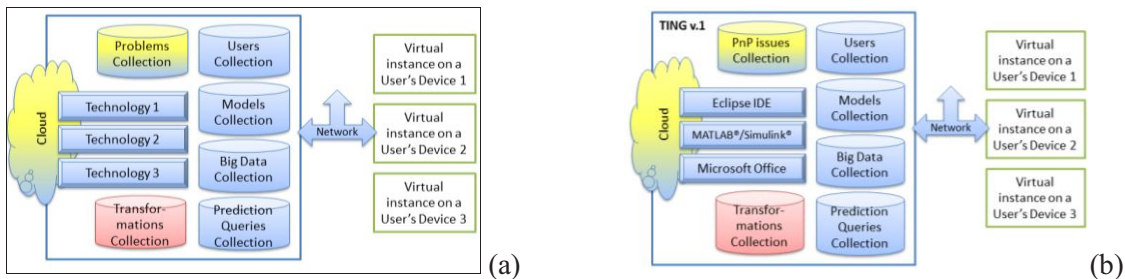 Problems
Collection
Users
Collection
Cloud
Technology 1
Technology 2
Technology 3
Models
Collection
Big Data
Collection
Transfor-
mations
Collection
Prediction
Queries
Collection
Network
Virtual
instance on a
User's Device 1
Virtual
instance on a
User's Device 2
Virtual
instance on a
User's Device 3
(a)
TING v.1
PnP issues
Collection
Users
Collection
Cloud
Eclipse IDE
MATLAB®/Simulink®
Microsoft Office
Models
Collection
Big Data
Collection
Transfor-
mations
Collection
Prediction
Queries
Collection
Network
Virtual
instance on a
User's Device 1
Virtual
instance on a
User's Device 2
Virtual
instance on a
User's Device 3
(b)